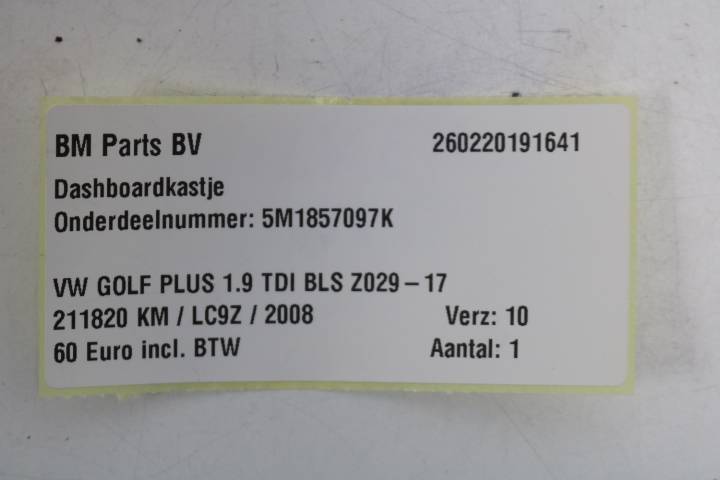 BM Parts BV 260220191641
Dashboardkastje
Onderdeelnummer: 5M1857097K
VW GOLF PLUS 1.9 TDI BLS Z029 – 17
211820 KM / LC9Z / 2008 Verz: 10
60 Euro incl. BTW Aantal: 1